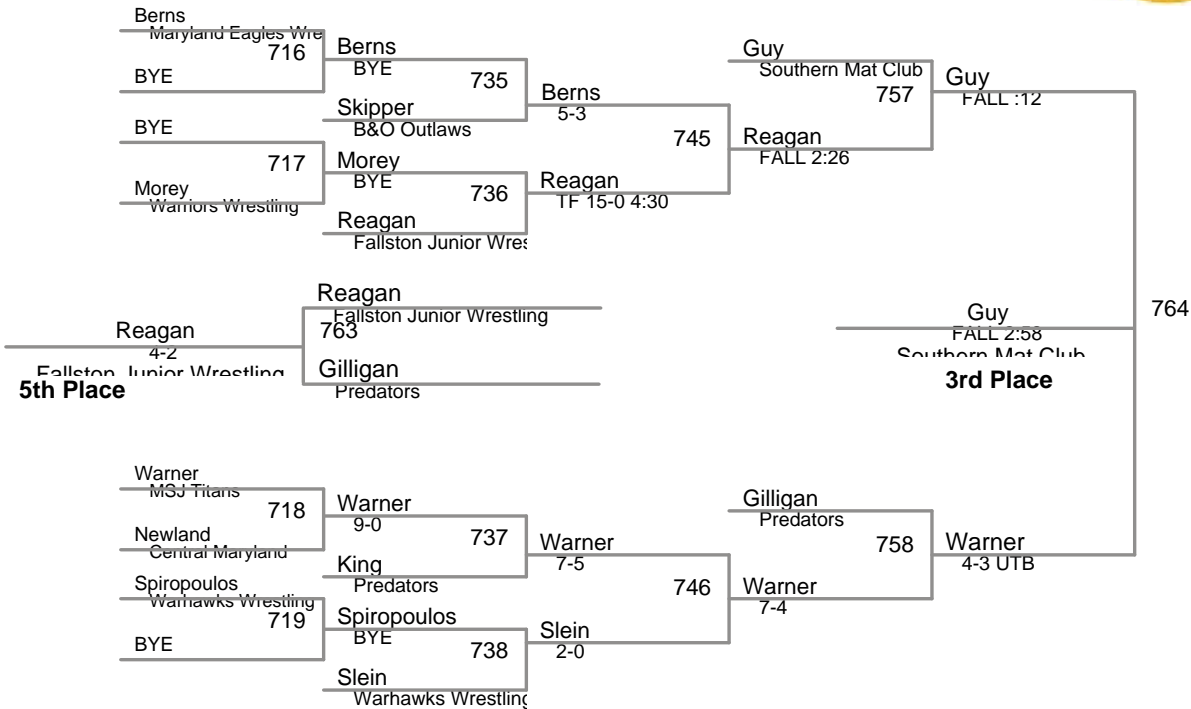 Berns
Maryland Eagles Wre
716
BYE
Berns
BYE
735
Skipper
B&O Outlaws
Berns
5-3
BYE
717
Morey
Warriors Wrestling
Morey
BYE
736
Reagan
Fallston Junior Wres
Reagan
TF 15-0 4:30
745
Guy
Southern Mat Club
757
Reagan
FALL 2:26
Guy
FALL :12
764
Reagan
Fallston Junior Wrestling
763
Gilligan
Predators
Reagan
4-2
Fallston Junior Wrestling
5th Place
Guy
FALL 2:58
Southern Mat Club
3rd Place
Warner
MSJ Titans
718
Newland
Central Maryland
Warner
9-0
737
King
Predators
Warner
7-5
Spiropoulos
Warhawks Wrestling
719
BYE
Spiropoulos
BYE
738
Slein
Warhawks Wrestling
Slein
2-0
746
Gilligan
Predators
758
Warner
7-4
Warner
4-3 UTB